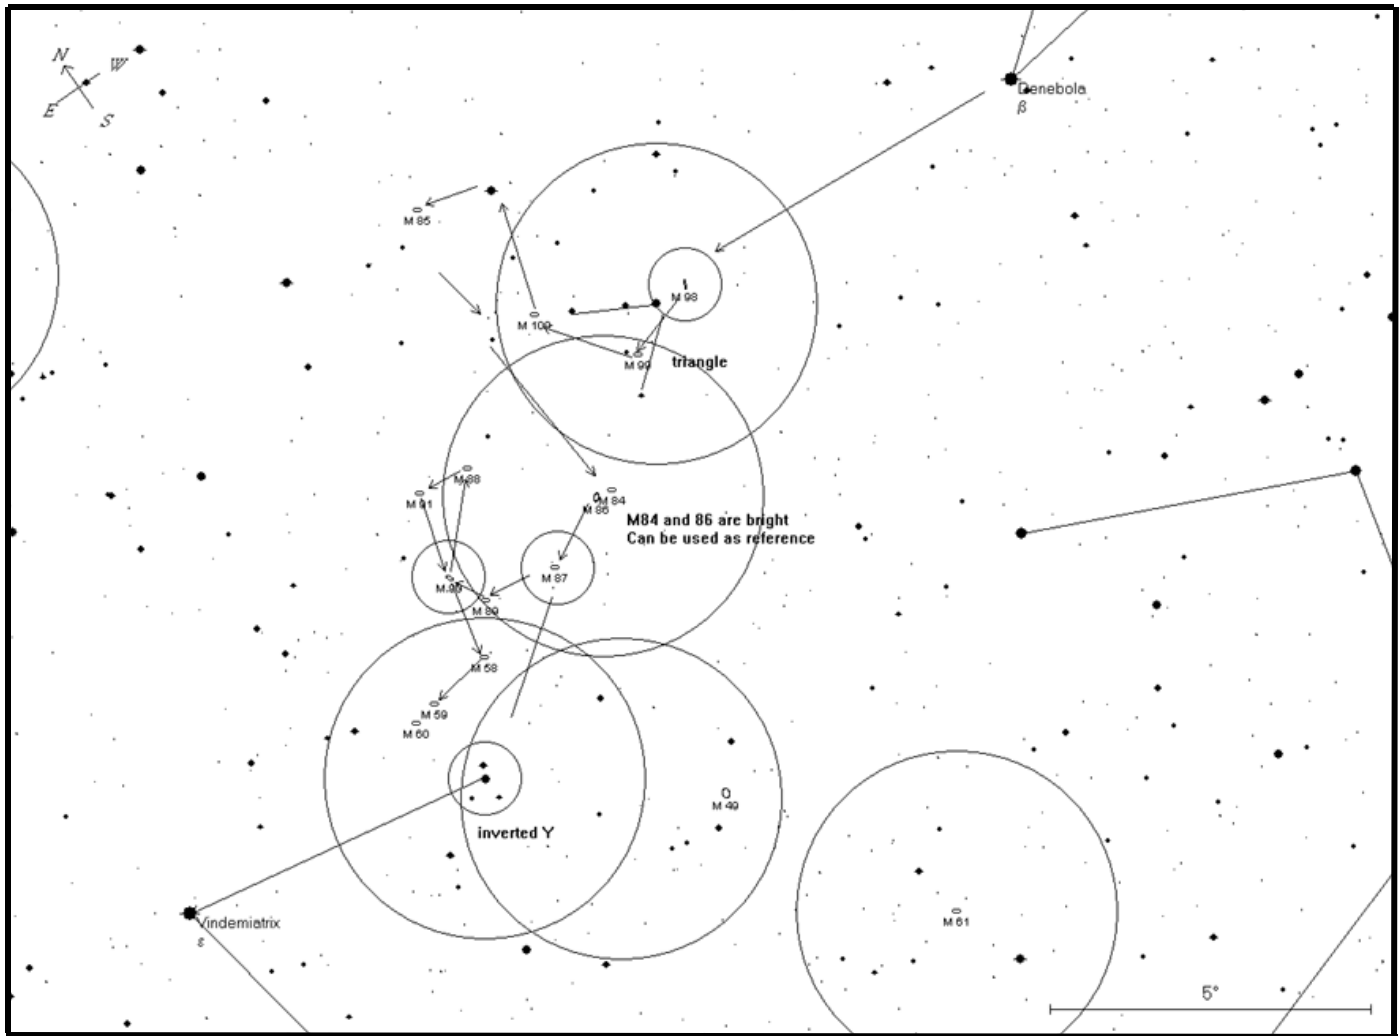 N
W
E
S
Denebola
β
M 85
M 98
M 100
M 99
triangle
M 88
M 91
M 84
M 86
M84 and 86 are bright
Can be used as reference
M 87
M 90
M 89
M 58
M 59
M 60
M 49
inverted Y
Vindemiatrix
ε
M 61
5°